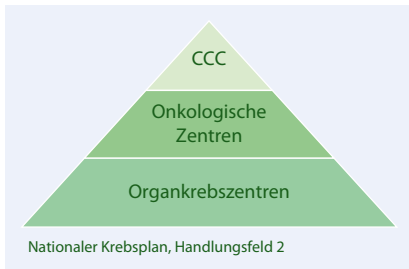 CCC
Onkologische
Zentren
Organkrebszentren
Nationaler Krebsplan, Handlungsfeld 2